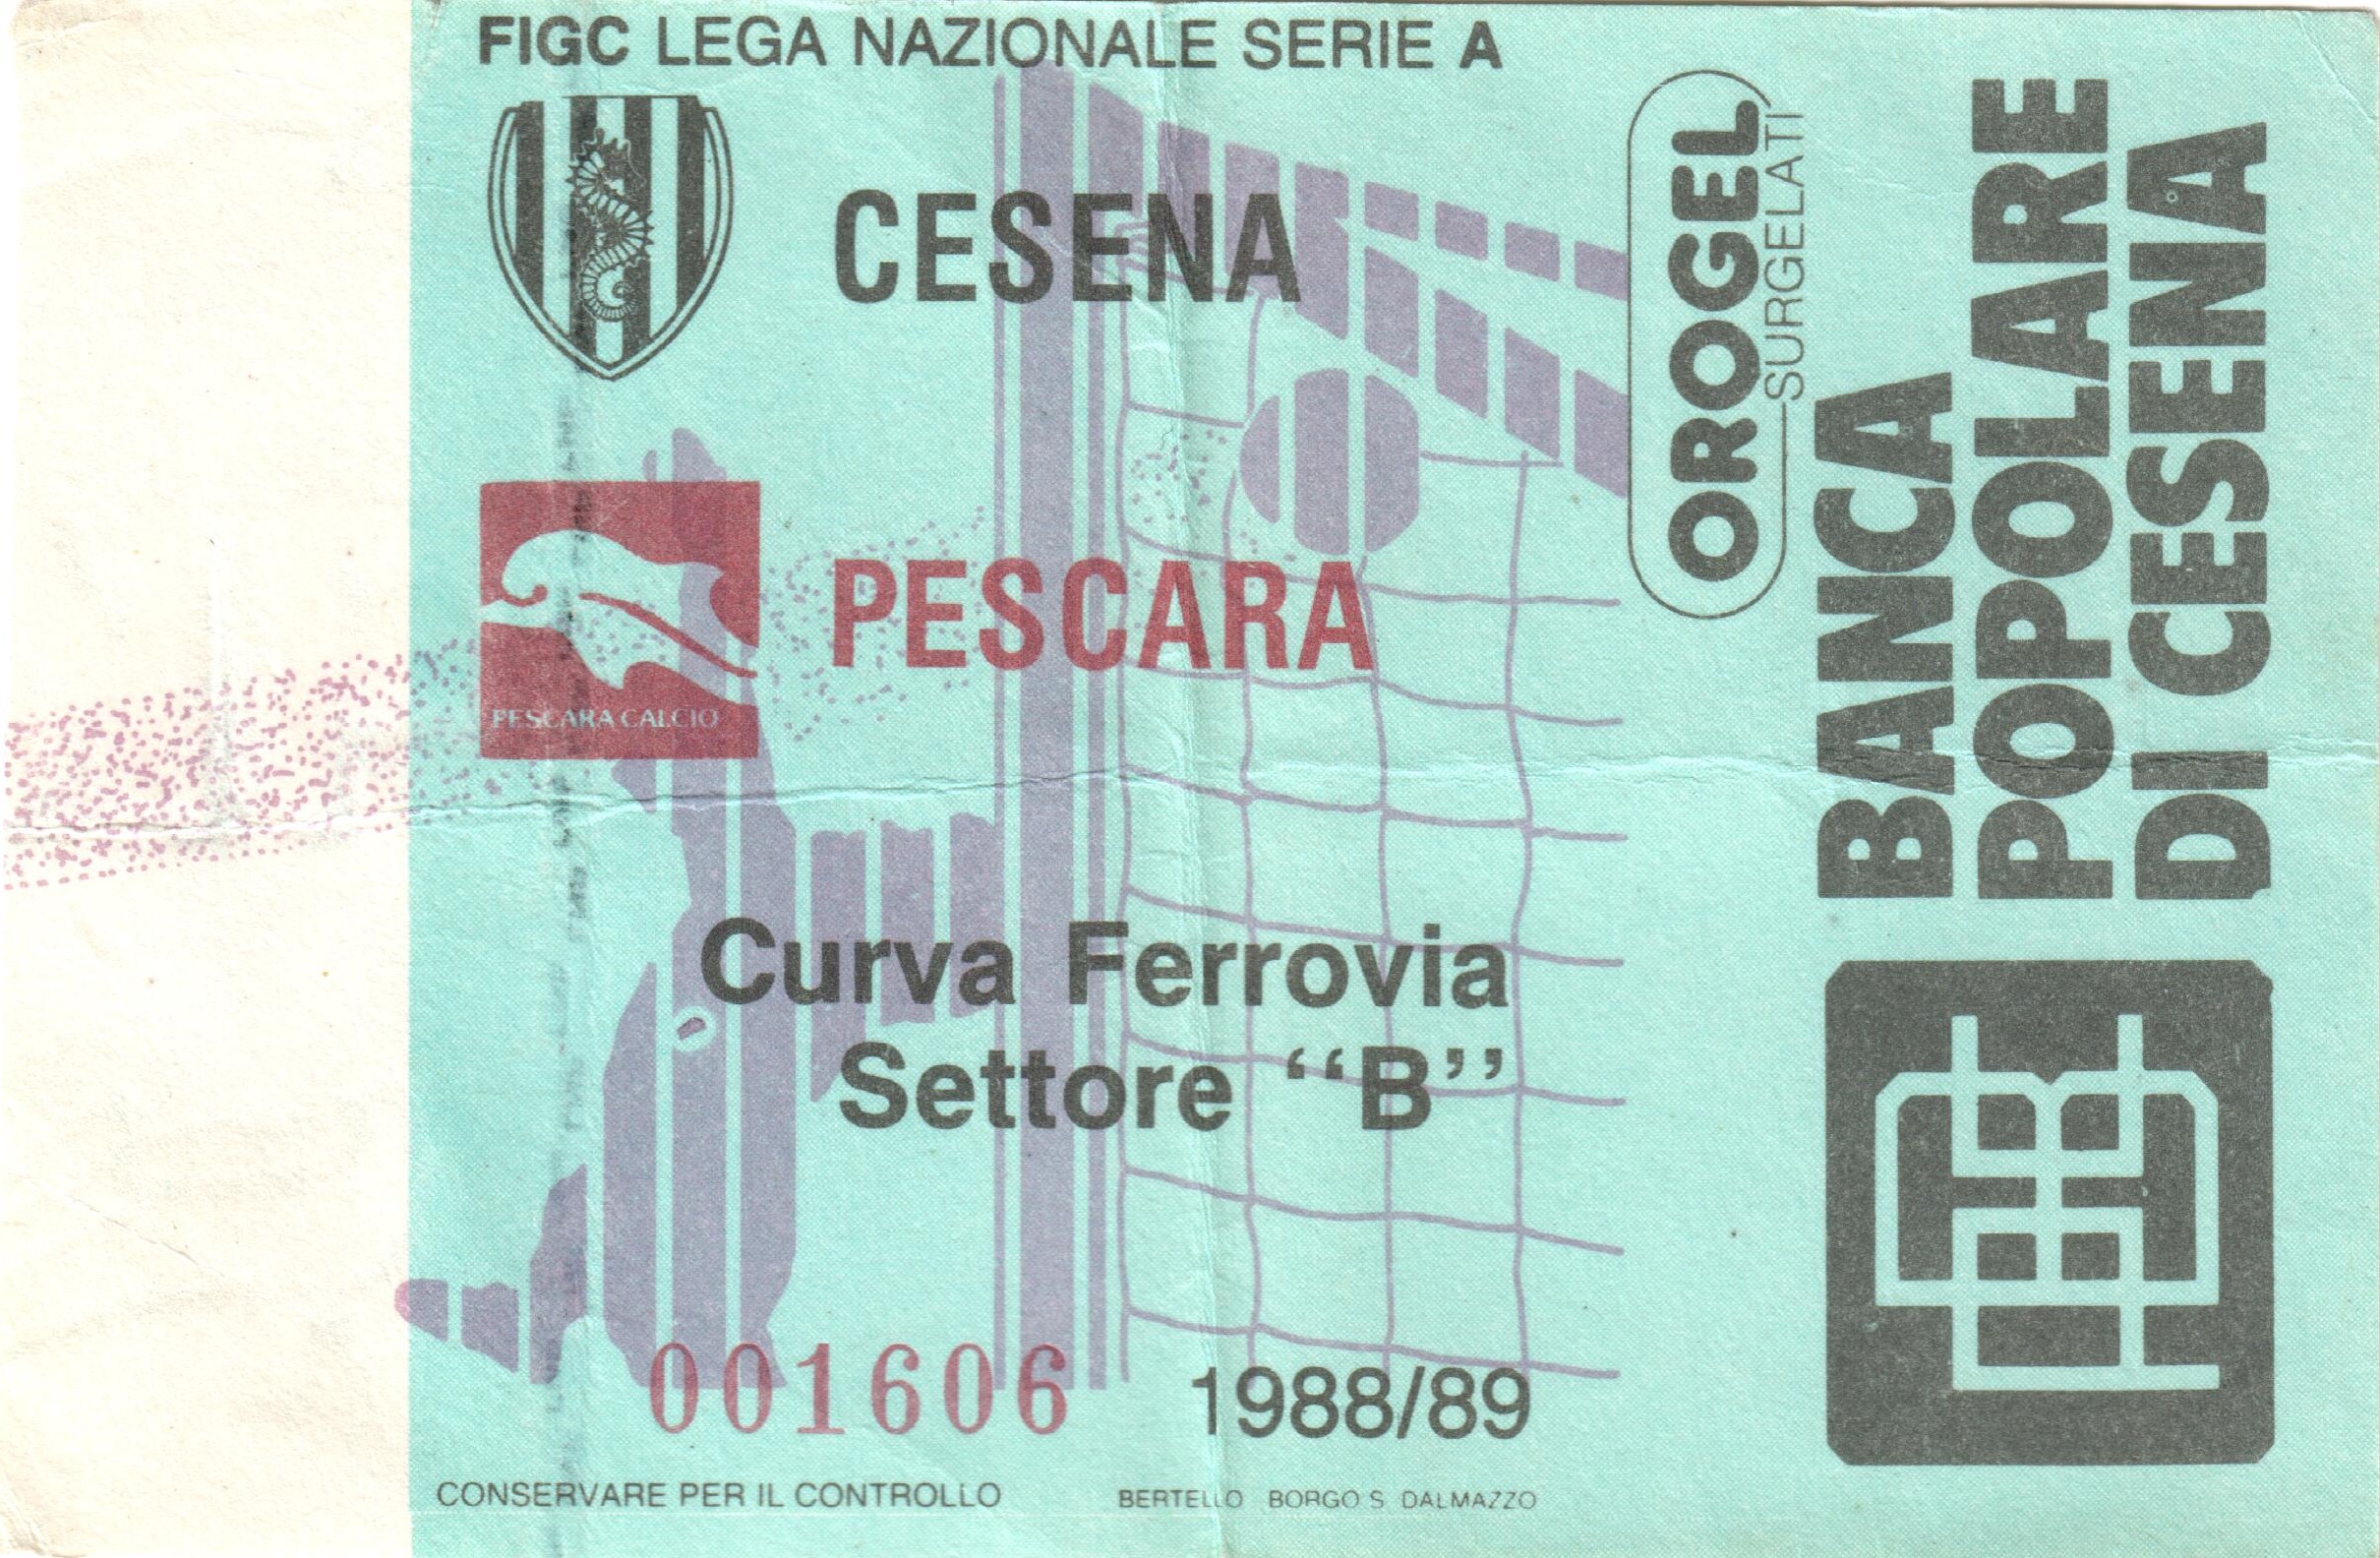 FIGC LEGA NAZIONALE SERIE A
CESENA
PESCARA
PESCARA CALCIO
Curva Ferrovia
Settore “B”
001606
1988/89
CONSERVARE PER IL CONTROLLO
BERTELLO BORGO S. DALMAZZO
OROGEL
SURGELATI
BANCA
POPOLARE
DI CESENA